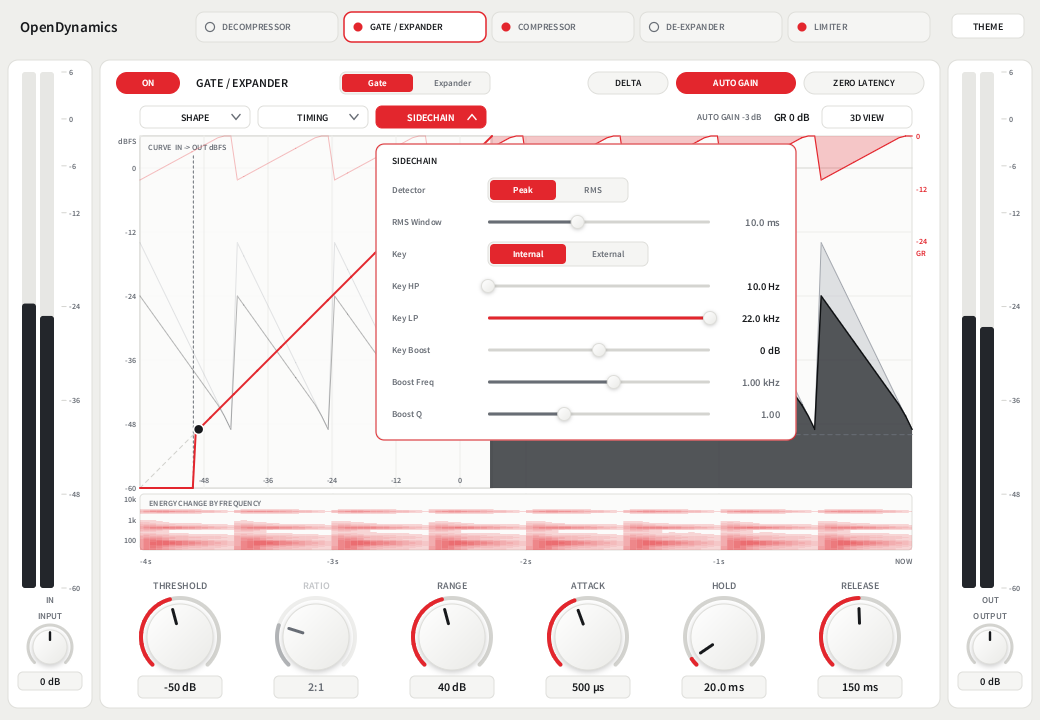 OpenDynamics
DECOMPRESSOR
GATE / EXPANDER
COMPRESSOR
DE-EXPANDER
LIMITER
THEME
ON
GATE / EXPANDER
Gate
Expander
DELTA
AUTO GAIN
ZERO LATENCY
SHAPE
TIMING
SIDECHAIN
AUTO GAIN -3 dB
GR 0 dB
3D VIEW
dBFS
CURVE IN -> OUT dBFS
0
-12
-24
-36
-48
-60
-48
-36
-24
-12
0
0
-12
-24
GR
SIDECHAIN
Detector
Peak
RMS
RMS Window
10.0 ms
Key
Internal
External
Key HP
10.0 Hz
Key LP
22.0 kHz
Key Boost
0 dB
Boost Freq
1.00 kHz
Boost Q
1.00
10k
1k
100
ENERGY CHANGE BY FREQUENCY
-4s
-3s
-2s
-1s
NOW
6
0
-6
-12
-24
-36
-48
-60
IN
INPUT
0 dB
THRESHOLD
RATIO
RANGE
ATTACK
HOLD
RELEASE
-50 dB
2:1
40 dB
500 µs
20.0 ms
150 ms
6
0
-6
-12
-24
-36
-48
-60
OUT
OUTPUT
0 dB